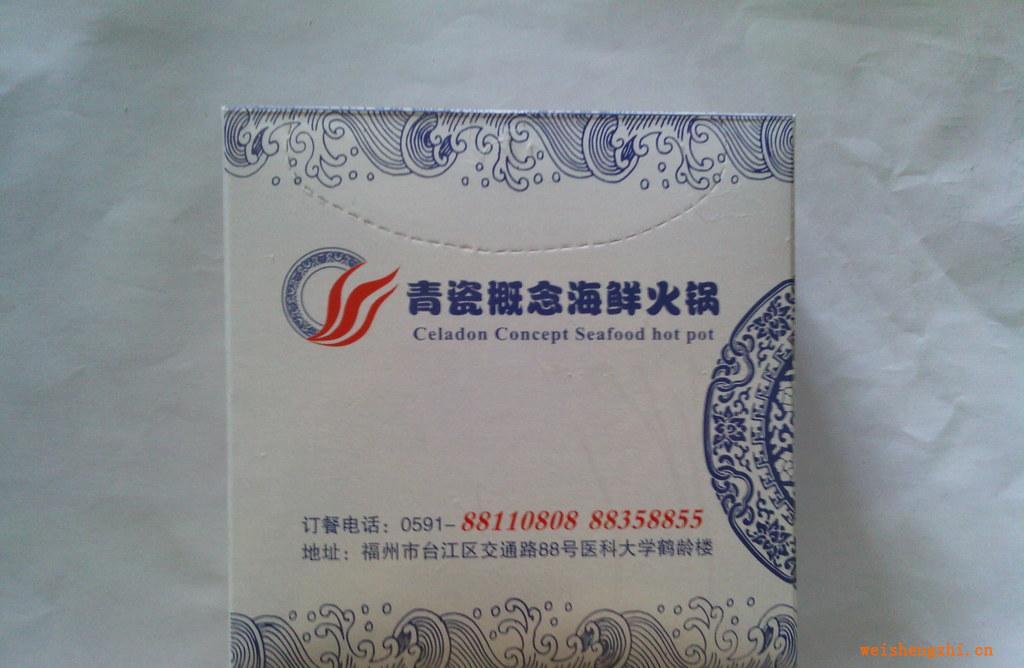 青瓷概念海鲜火锅
Celadon Concept Seafood hot pot
订餐电话：0591-88110808 88358855
地址：福州市台江区交通路88号医科大学鹤龄楼
weishengzhi.cn